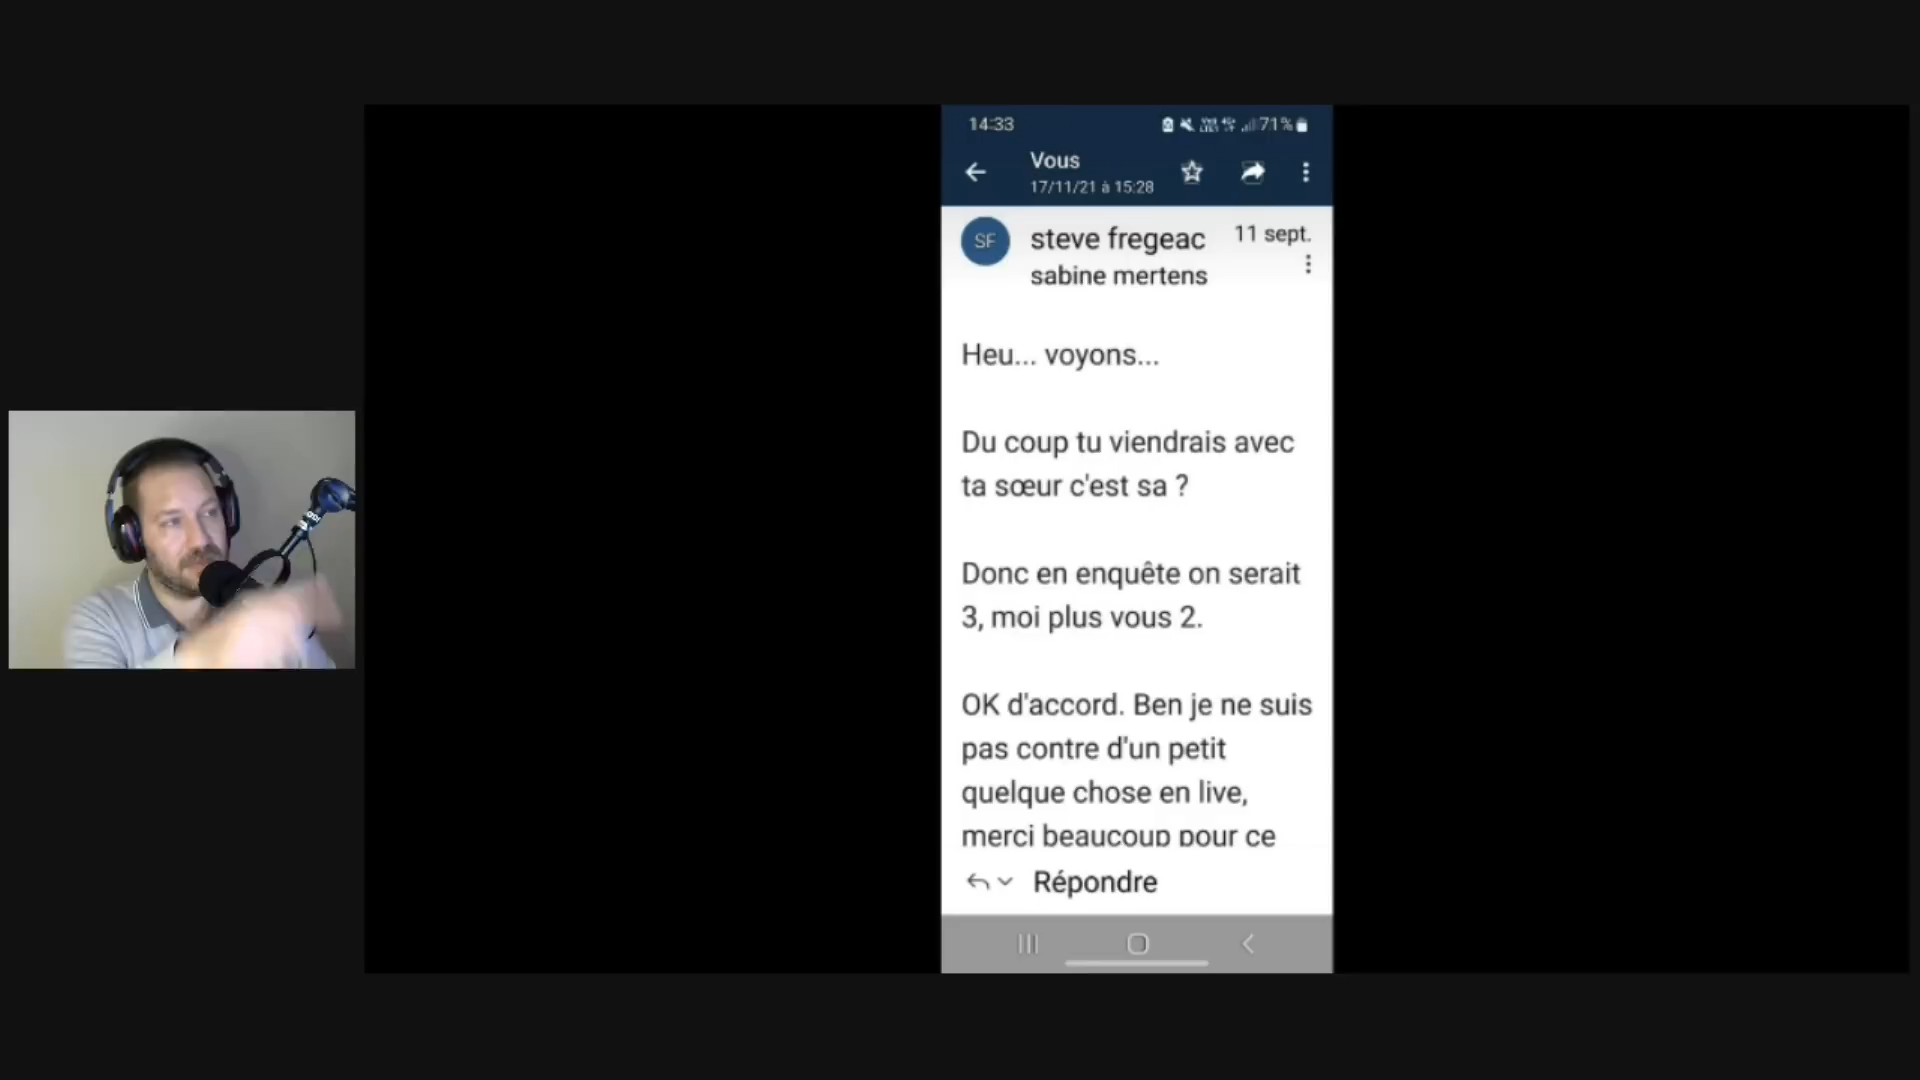 14:33
71%
Vous
17/11/21 à 15:28
SF
steve fregeac
11 sept.
sabine mertens
Heu... voyons...
Du coup tu viendrais avec
ta sœur c'est sa ?
Donc en enquête on serait
3, moi plus vous 2.
OK d'accord. Ben je ne suis
pas contre d'un petit
quelque chose en live,
merci beaucoup pour ce
Répondre